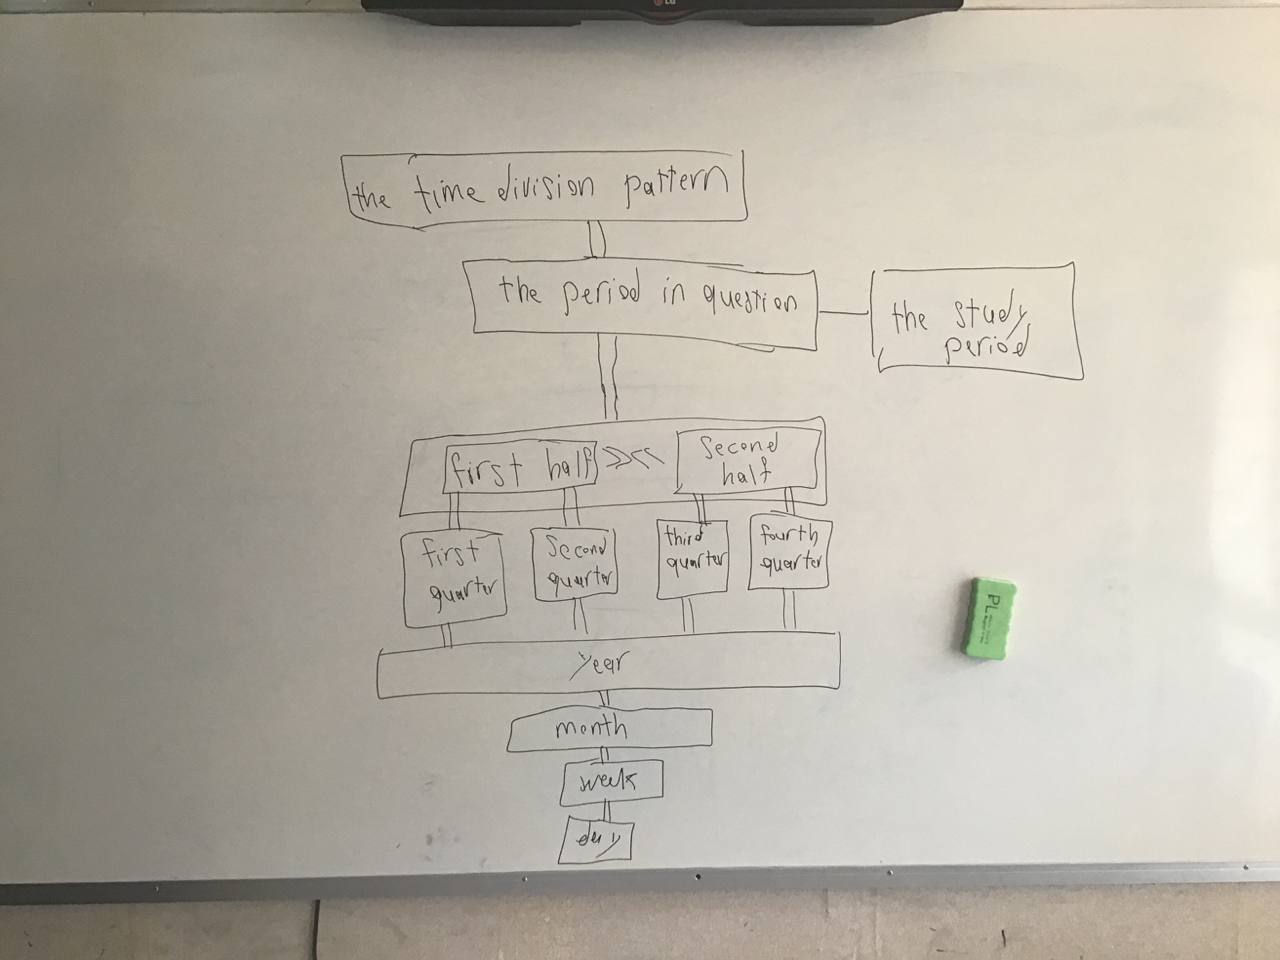 LG
the time division pattern
the period in question
the study
period
first half >><<
second
half
first
quarter
second
quarter
third
quarter
fourth
quarter
year
month
week
day
PL